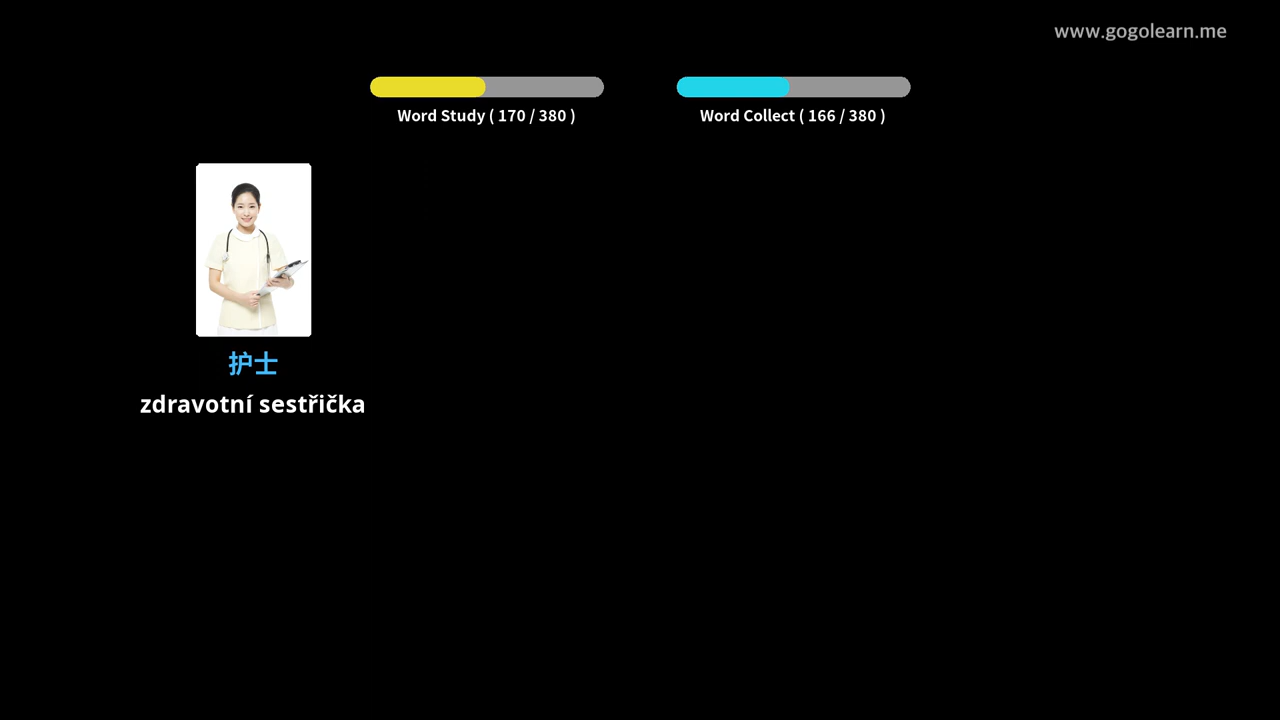 www.gogolearn.me
Word Study ( 170 / 380 )
Word Collect ( 166 / 380 )
护士
zdravotní sestřička